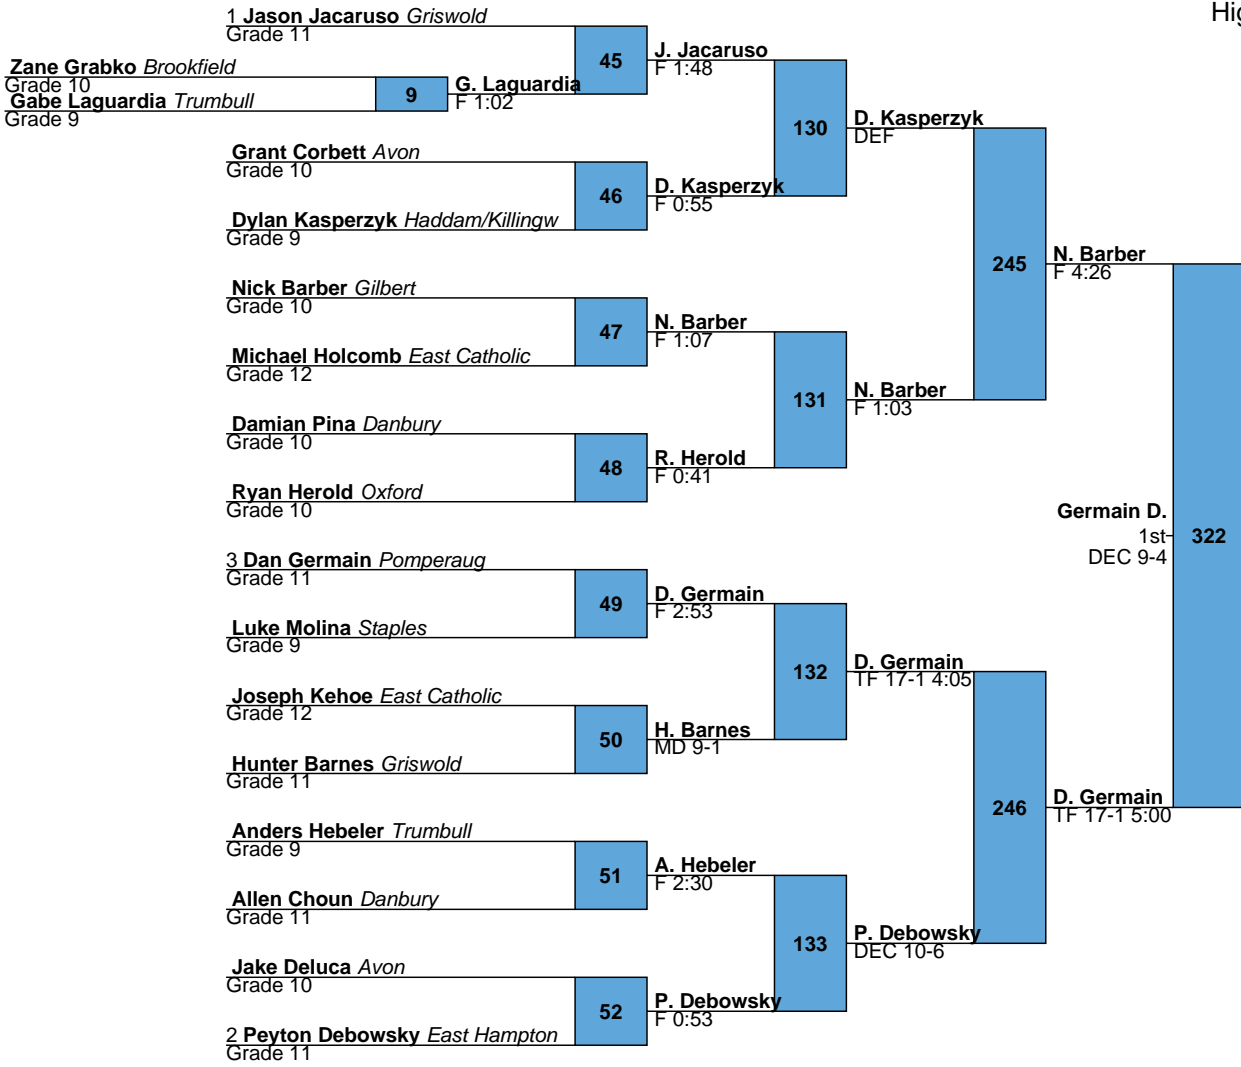 Hig
1 Jason Jacaruso Griswold
Grade 11
Zane Grabko Brookfield
Grade 10
Gabe Laguardia Trumbull
Grade 9
9
G. Laguardia
F 1:02
45
J. Jacaruso
F 1:48
Grant Corbett Avon
Grade 10
Dylan Kasperzyk Haddam/Killingw
Grade 9
46
D. Kasperzyk
F 0:55
130
D. Kasperzyk
DEF
Nick Barber Gilbert
Grade 10
Michael Holcomb East Catholic
Grade 12
47
N. Barber
F 1:07
Damian Pina Danbury
Grade 10
Ryan Herold Oxford
Grade 10
48
R. Herold
F 0:41
131
N. Barber
F 1:03
245
N. Barber
F 4:26
3 Dan Germain Pomperaug
Grade 11
Luke Molina Staples
Grade 9
49
D. Germain
F 2:53
Joseph Kehoe East Catholic
Grade 12
Hunter Barnes Griswold
Grade 11
50
H. Barnes
MD 9-1
132
D. Germain
TF 17-1 4:05
Anders Hebeler Trumbull
Grade 9
Allen Choun Danbury
Grade 11
51
A. Hebeler
F 2:30
Jake Deluca Avon
Grade 10
2 Peyton Debowsky East Hampton
Grade 11
52
P. Debowsky
F 0:53
133
P. Debowsky
DEC 10-6
246
D. Germain
TF 17-1 5:00
Germain D.
1st
DEC 9-4
322